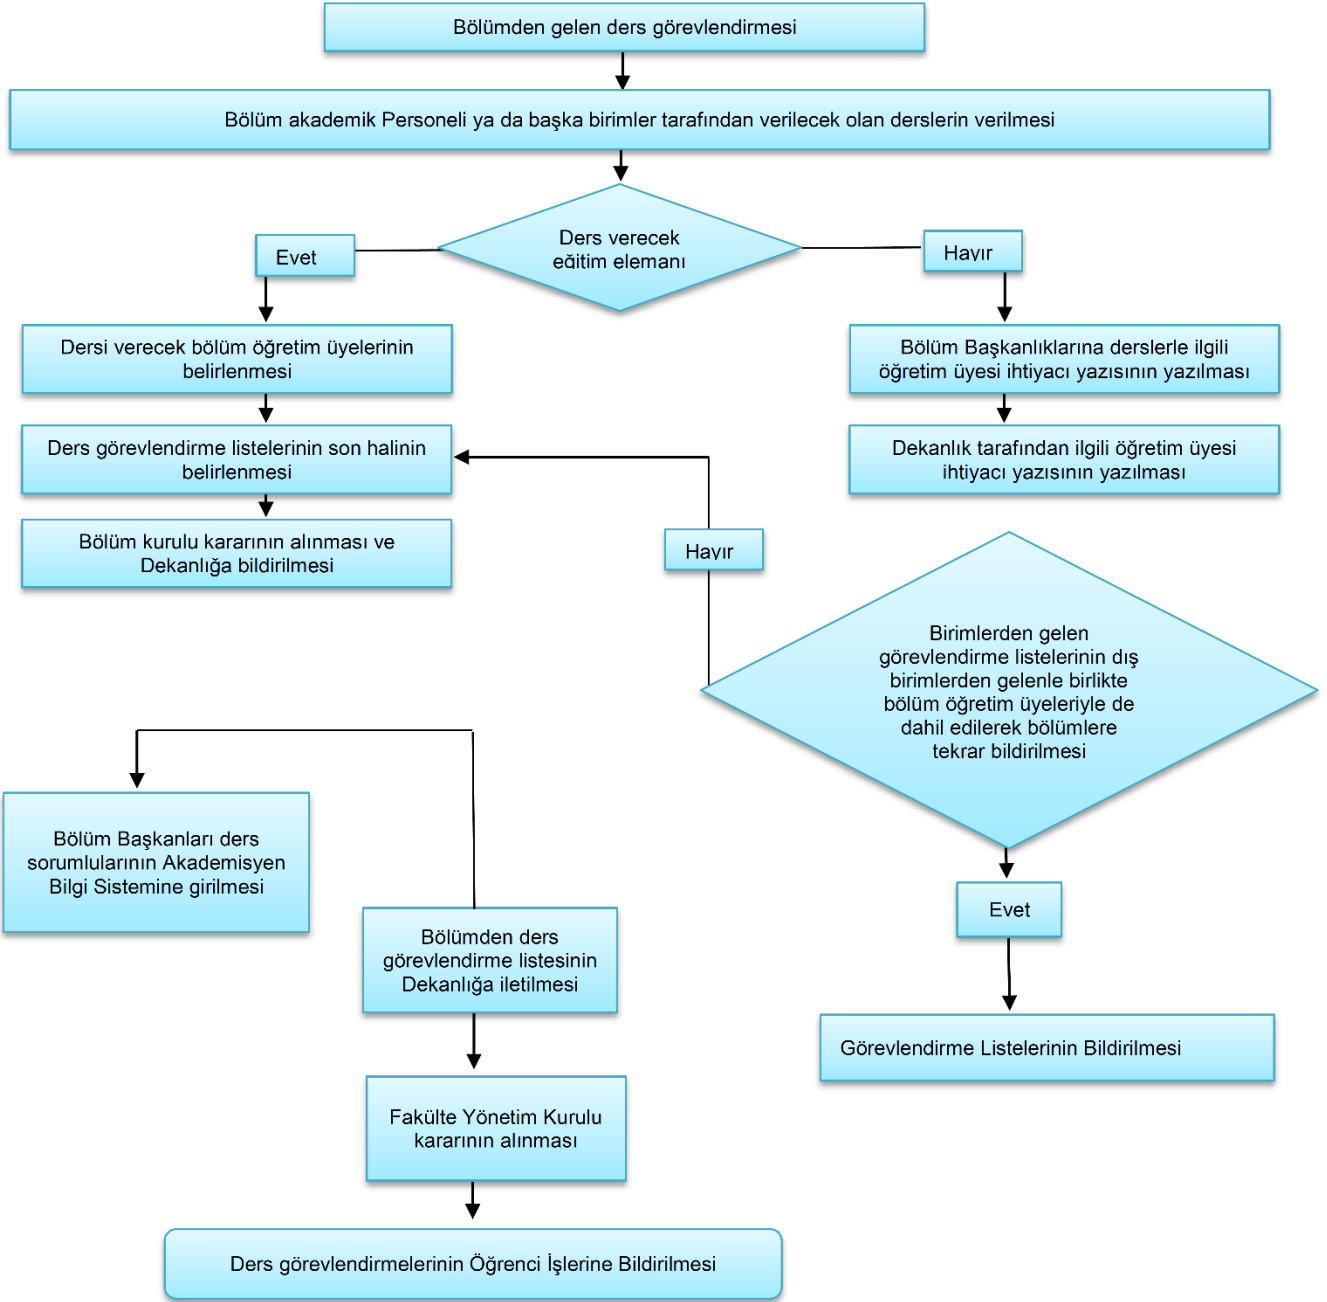 Bölümden gelen ders görevlendirmesi
Bölüm akademik Personeli ya da başka birimler tarafından verilecek olan derslerin verilmesi
Ders verecek
eğitim elemanı
Evet
Hayır
Dersi verecek bölüm öğretim üyelerinin
belirlenmesi
Bölüm Başkanlıklarına derslerle ilgili
öğretim üyesi ihtiyacı yazısının yazılması
Ders görevlendirme listelerinin son halinin
belirlenmesi
Dekanlık tarafından ilgili öğretim üyesi
ihtiyacı yazısının yazılması
Bölüm kurulu kararının alınması ve
Dekanlığa bildirilmesi
Hayır
Birimlerden gelen
görevlendirme listelerinin dış
birimlerden gelenle birlikte
bölüm öğretim üyeleriyle de
dahil edilerek bölümlere
tekrar bildirilmesi
Bölüm Başkanları ders
sorumlularının Akademisyen
Bilgi Sistemine girilmesi
Evet
Bölümden ders
görevlendirme listesinin
Dekanlığa iletilmesi
Görevlendirme Listelerinin Bildirilmesi
Fakülte Yönetim Kurulu
kararının alınması
Ders görevlendirmelerinin Öğrenci İşlerine Bildirilmesi